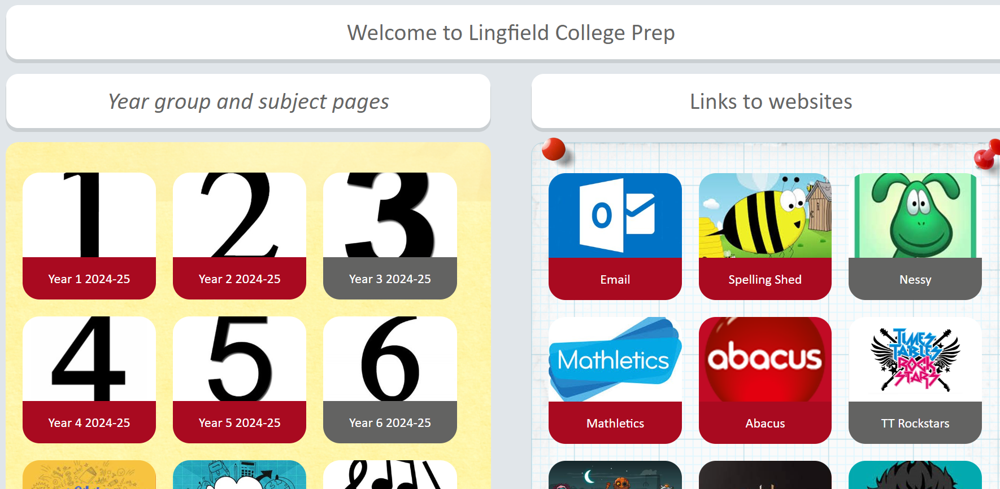 Welcome to Lingfield College Prep
Year group and subject pages
1
2
3
Year 1 2024-25
Year 2 2024-25
Year 3 2024-25
4
5
6
Year 4 2024-25
Year 5 2024-25
Year 6 2024-25
Links to websites
O
Email
Spelling Shed
Nessy
Mathletics
abacus
TIMES
TABLES
ROCK
STARS
Mathletics
Abacus
TT Rockstars